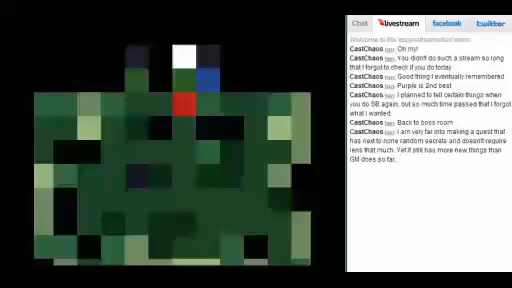 Chat livestream facebook twitter
CastChaos Oh my!
CastChaos You didn't do such a stream so long
that I forgot to check if you do today
CastChaos Good thing I eventually remembered
CastChaos Purple is 2nd best
CastChaos I planned to tell certain things when
you do SB again, but so much time passed that I forgot
what I wanted.
CastChaos Back to boss room
CastChaos I am very far into making a quest that
has next to none random secrets and doesn't require
lens that much. Yet it still has more new things than
GM does so far.